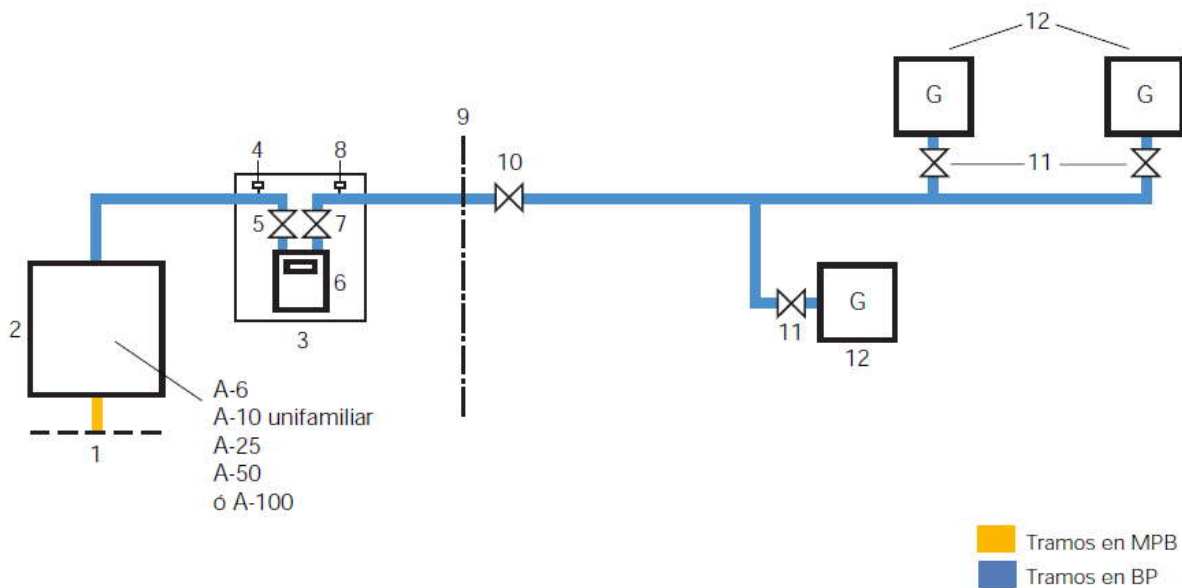 12
G G
9
4 8 10 11
5 7
6
2 G
3 11 12
A-6
A-10 unifamiliar
1 A-25
A-50
ó A-100
Tramos en MPB
Tramos en BP